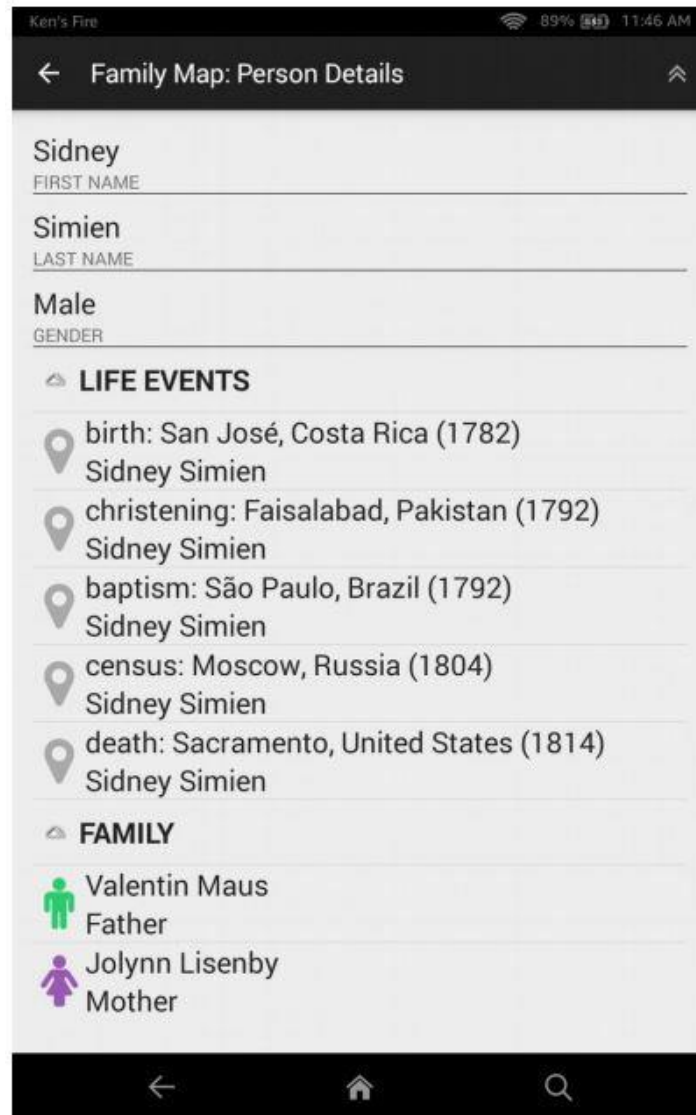 Ken's Fire 89% 11:46 AM
Family Map: Person Details
Sidney
FIRST NAME
Simien
LAST NAME
Male
GENDER
LIFE EVENTS
birth: San José, Costa Rica (1782)
Sidney Simien
christening: Faisalabad, Pakistan (1792)
Sidney Simien
baptism: São Paulo, Brazil (1792)
Sidney Simien
census: Moscow, Russia (1804)
Sidney Simien
death: Sacramento, United States (1814)
Sidney Simien
FAMILY
Valentin Maus
Father
Jolynn Lisenby
Mother